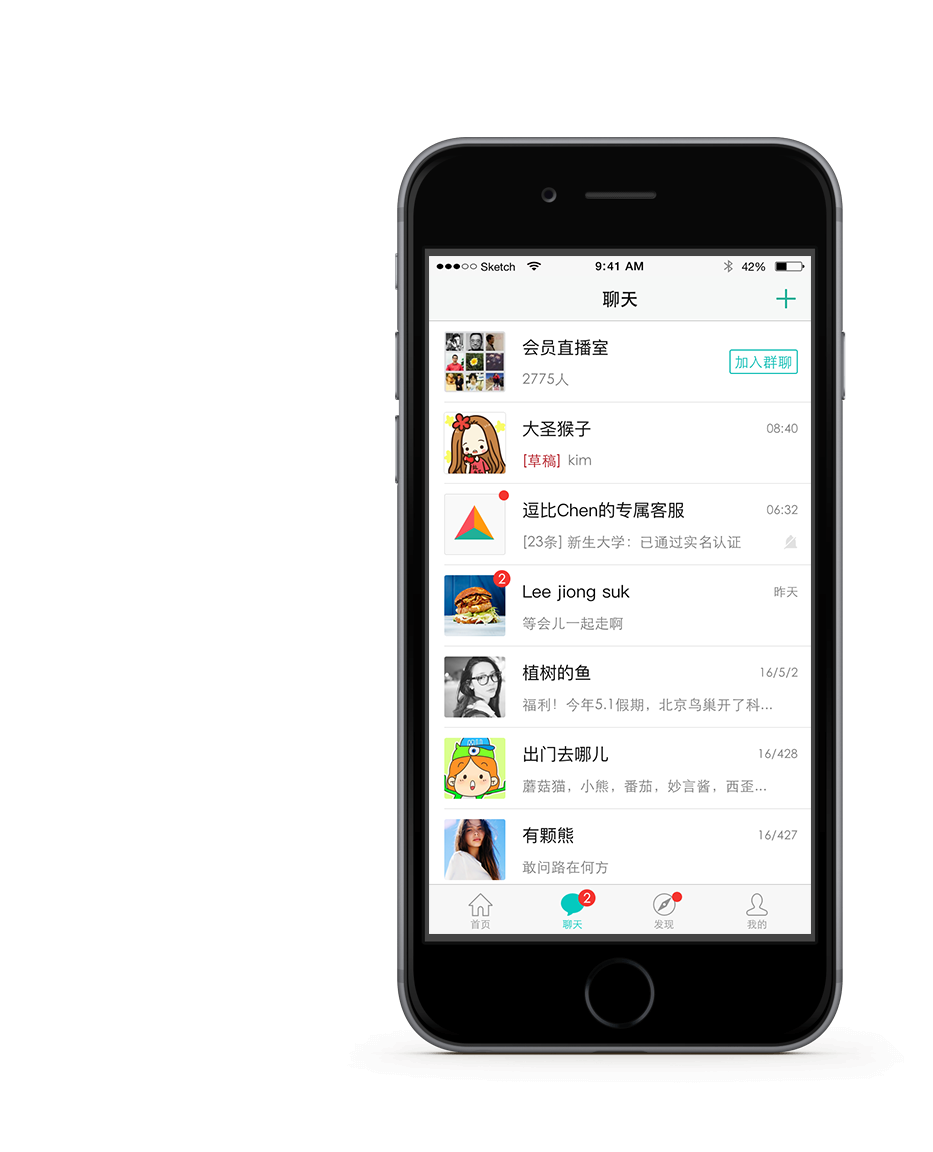 Sketch 9:41 AM 42%
聊天
会员直播室
2775人
加入群聊
大圣猴子 08:40
[草稿] kim
逗比Chen的专属客服 06:32
[23条] 新生大学：已通过实名认证
2
Lee jiong suk 昨天
等会儿一起走啊
植树的鱼 16/5/2
福利！今年5.1假期，北京鸟巢开了科...
出门去哪儿 16/428
蘑菇猫，小熊，番茄，妙言酱，西歪...
有颗熊 16/427
敢问路在何方
2
首页 聊天 发现 我的